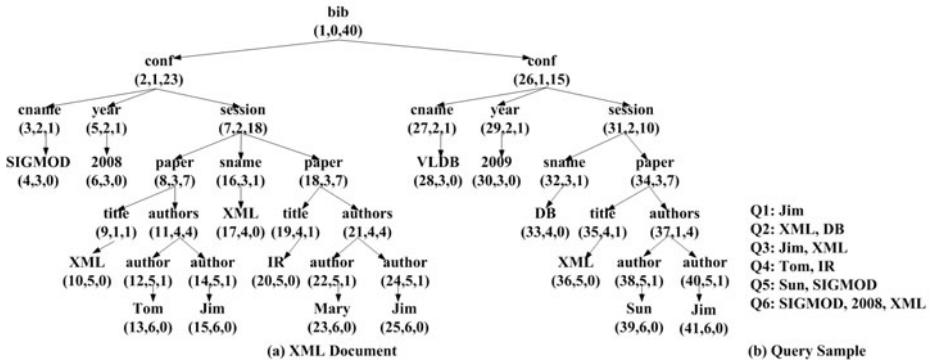 bib
(1,0,40)
conf conf
(2,1,23) (26,1,15)
cname year session cname year session
(3,2,1) (5,2,1) (7,2,18) (27,2,1) (29,2,1) (31,2,10)
SIGMOD 2008 paper sname paper VLDB 2009 sname paper
(4,3,0) (6,3,0) (8,3,7) (16,3,1) (18,3,7) (28,3,0) (30,3,0) (32,3,1) (34,3,7)
title authors XML title authors DB title authors
(9,1,1) (11,4,4) (17,4,0) (19,4,1) (21,4,4) (33,4,0) (35,4,1) (37,1,4)
XML author author IR author author XML author author
(10,5,0) (12,5,1) (14,5,1) (20,5,0) (22,5,1) (24,5,1) (36,5,0) (38,5,1) (40,5,1)
Tom Jim Mary Jim Sun Jim
(13,6,0) (15,6,0) (23,6,0) (25,6,0) (39,6,0) (41,6,0)
Q1: Jim
Q2: XML, DB
Q3: Jim, XML
Q4: Tom, IR
Q5: Sun, SIGMOD
Q6: SIGMOD, 2008, XML
(a) XML Document (b) Query Sample